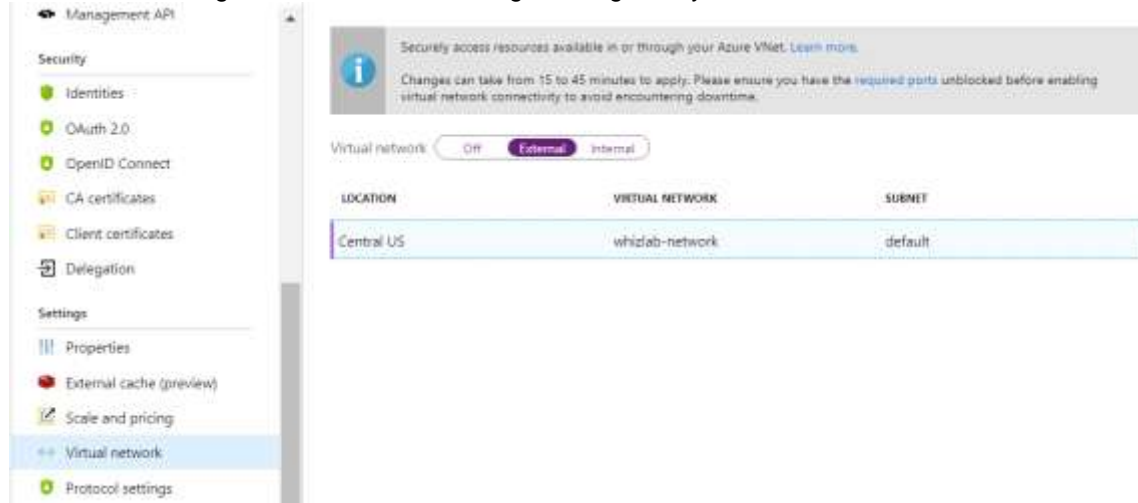 Management API
Security
Identities
OAuth 2.0
OpenID Connect
CA certificates
Client certificates
Delegation
Settings
Properties
External cache (preview)
Scale and pricing
Virtual network
Protocol settings
Securely access resources available in or through your Azure VNet. Learn more.
Changes can take from 15 to 45 minutes to apply. Please ensure you have the required ports unblocked before enabling
virtual network connectivity to avoid encountering downtime.
Virtual network Off External Internal
LOCATION VIRTUAL NETWORK SUBNET
Central US whizlab-network default